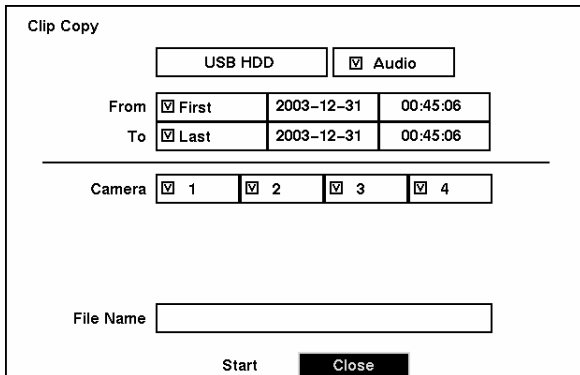 Clip Copy
USB HDD ☑ Audio
From ☑ First 2003-12-31 00:45:06
To ☑ Last 2003-12-31 00:45:06
Camera ☑ 1 ☑ 2 ☑ 3 ☑ 4
File Name
Start Close